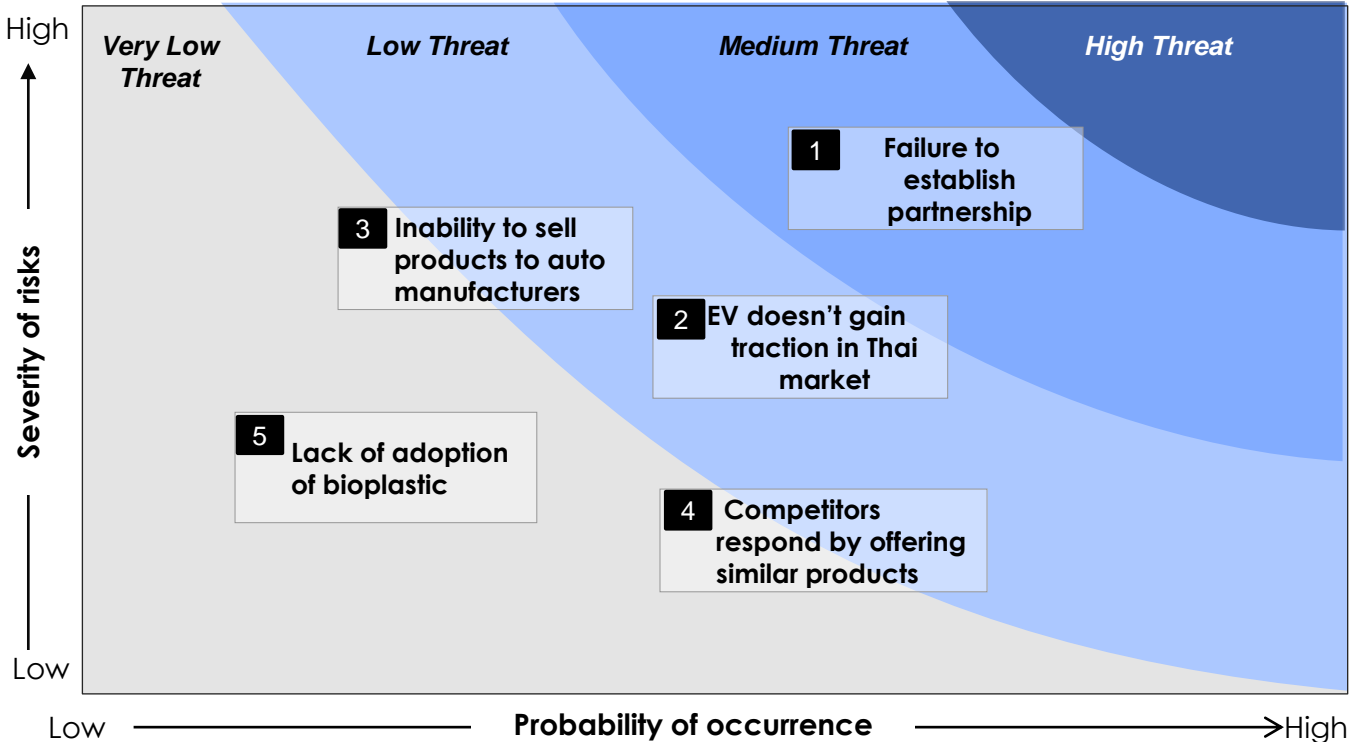 High
Very Low
Threat
Low Threat
Medium Threat
High Threat
1
Failure to
establish
partnership
3
Inability to sell
products to auto
manufacturers
2
EV doesn’t gain
traction in Thai
market
5
Lack of adoption
of bioplastic
4
Competitors
respond by offering
similar products
Severity of risks
Low
Low
Probability of occurrence
High